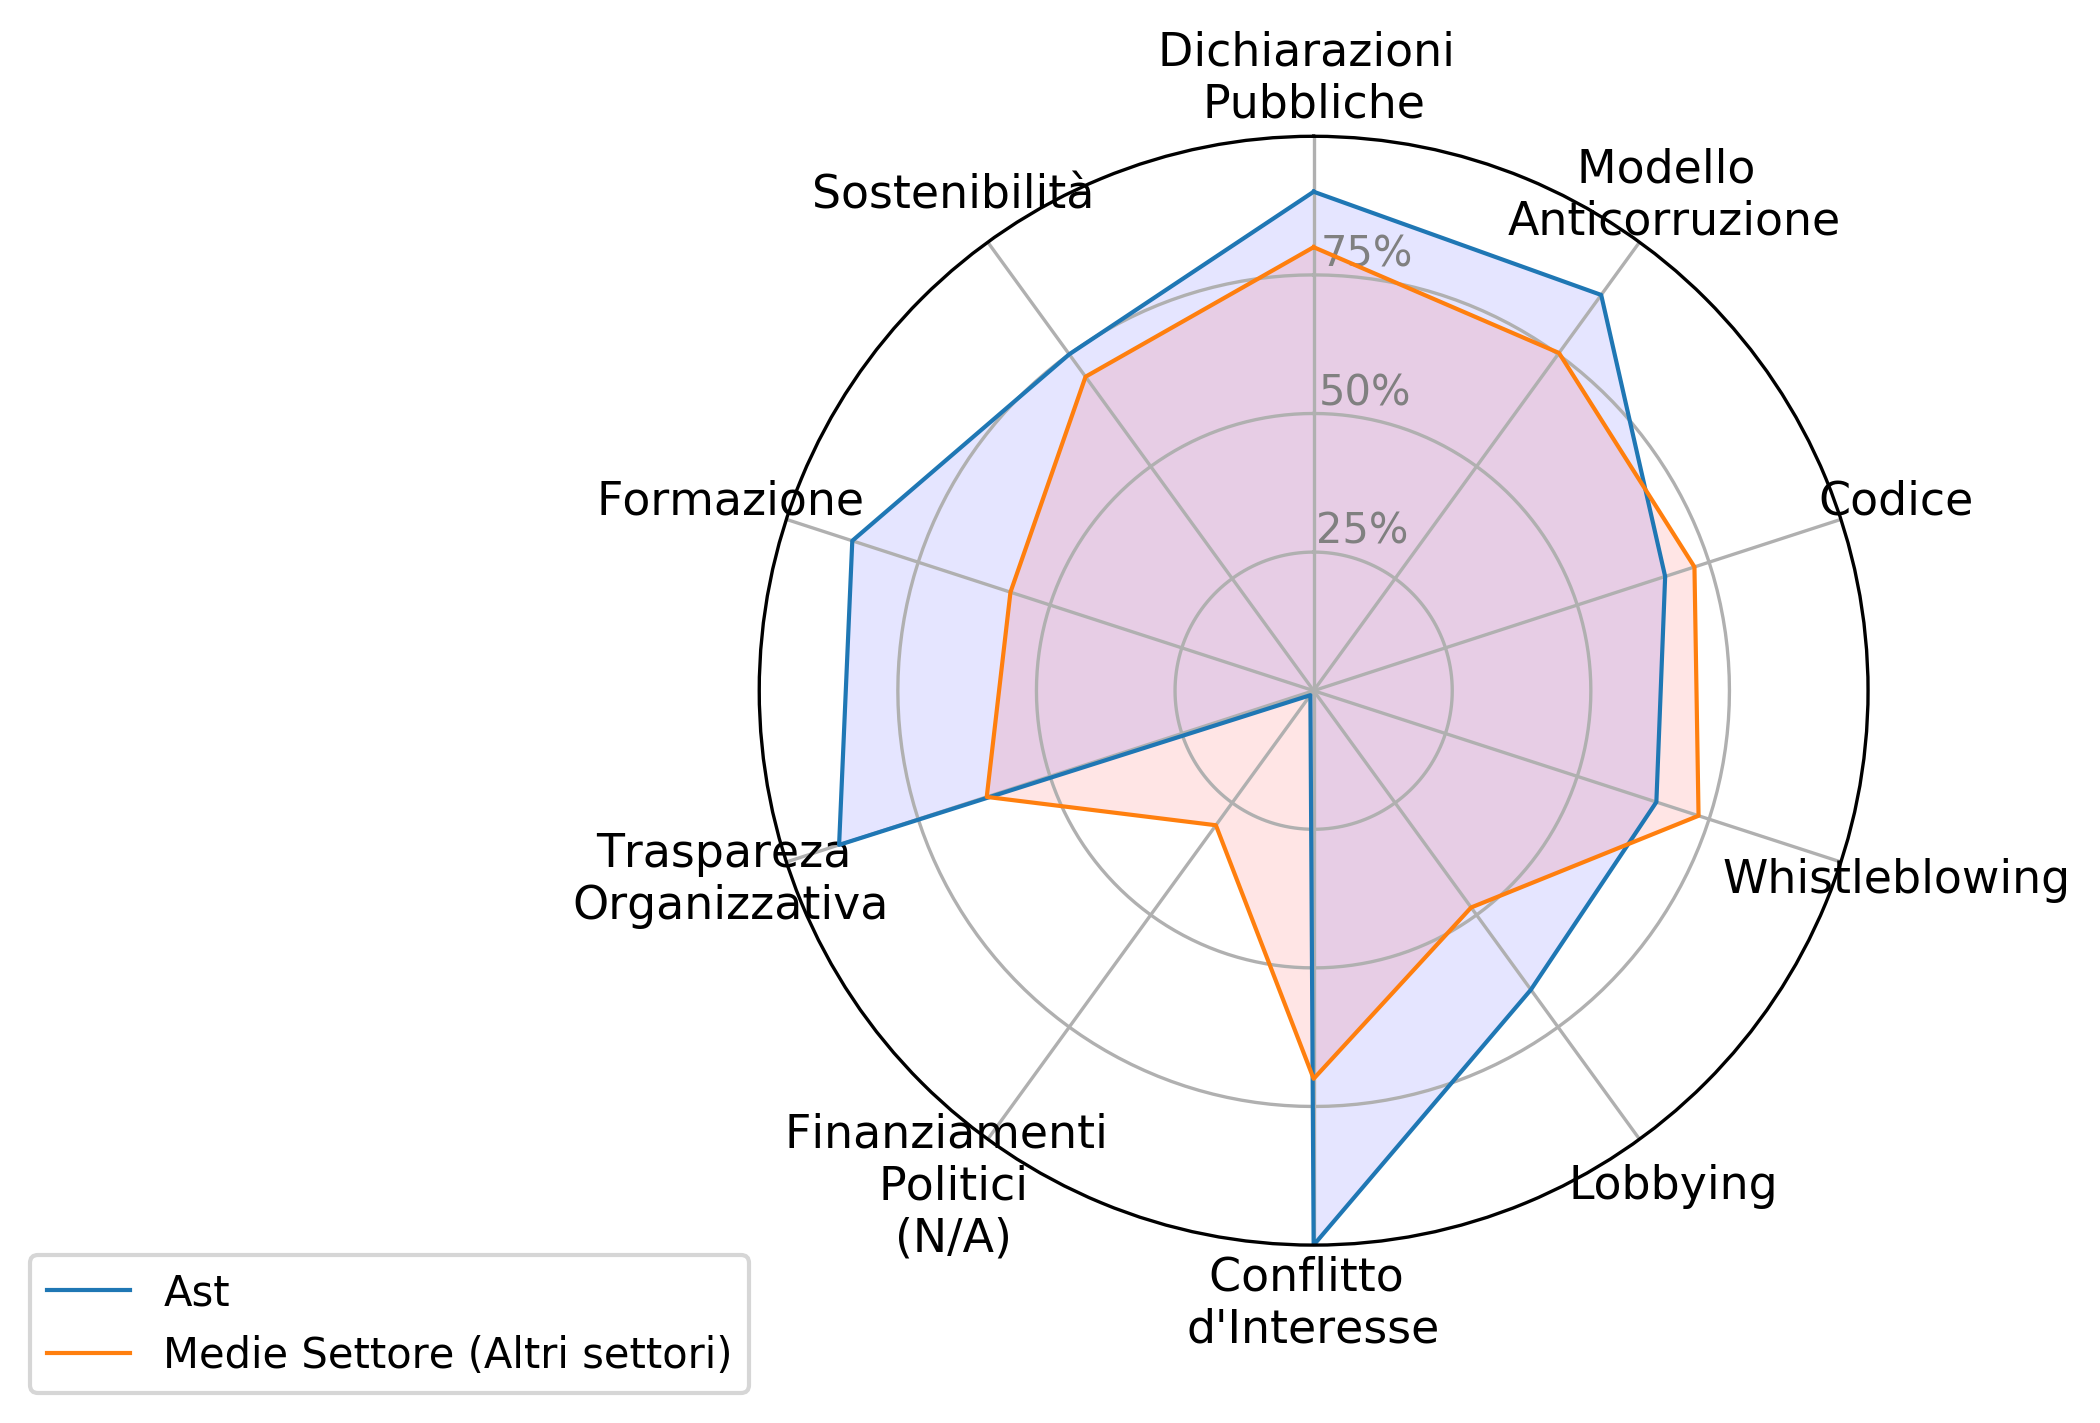 Dichiarazioni
Pubbliche
Modello
Anticorruzione
Sostenibilità
75%
50%
25%
Formazione
Codice
Traspareza
Organizzativa
Whistleblowing
Finanziamenti
Politici
(N/A)
Lobbying
Conflitto
d'Interesse
Ast
Medie Settore (Altri settori)